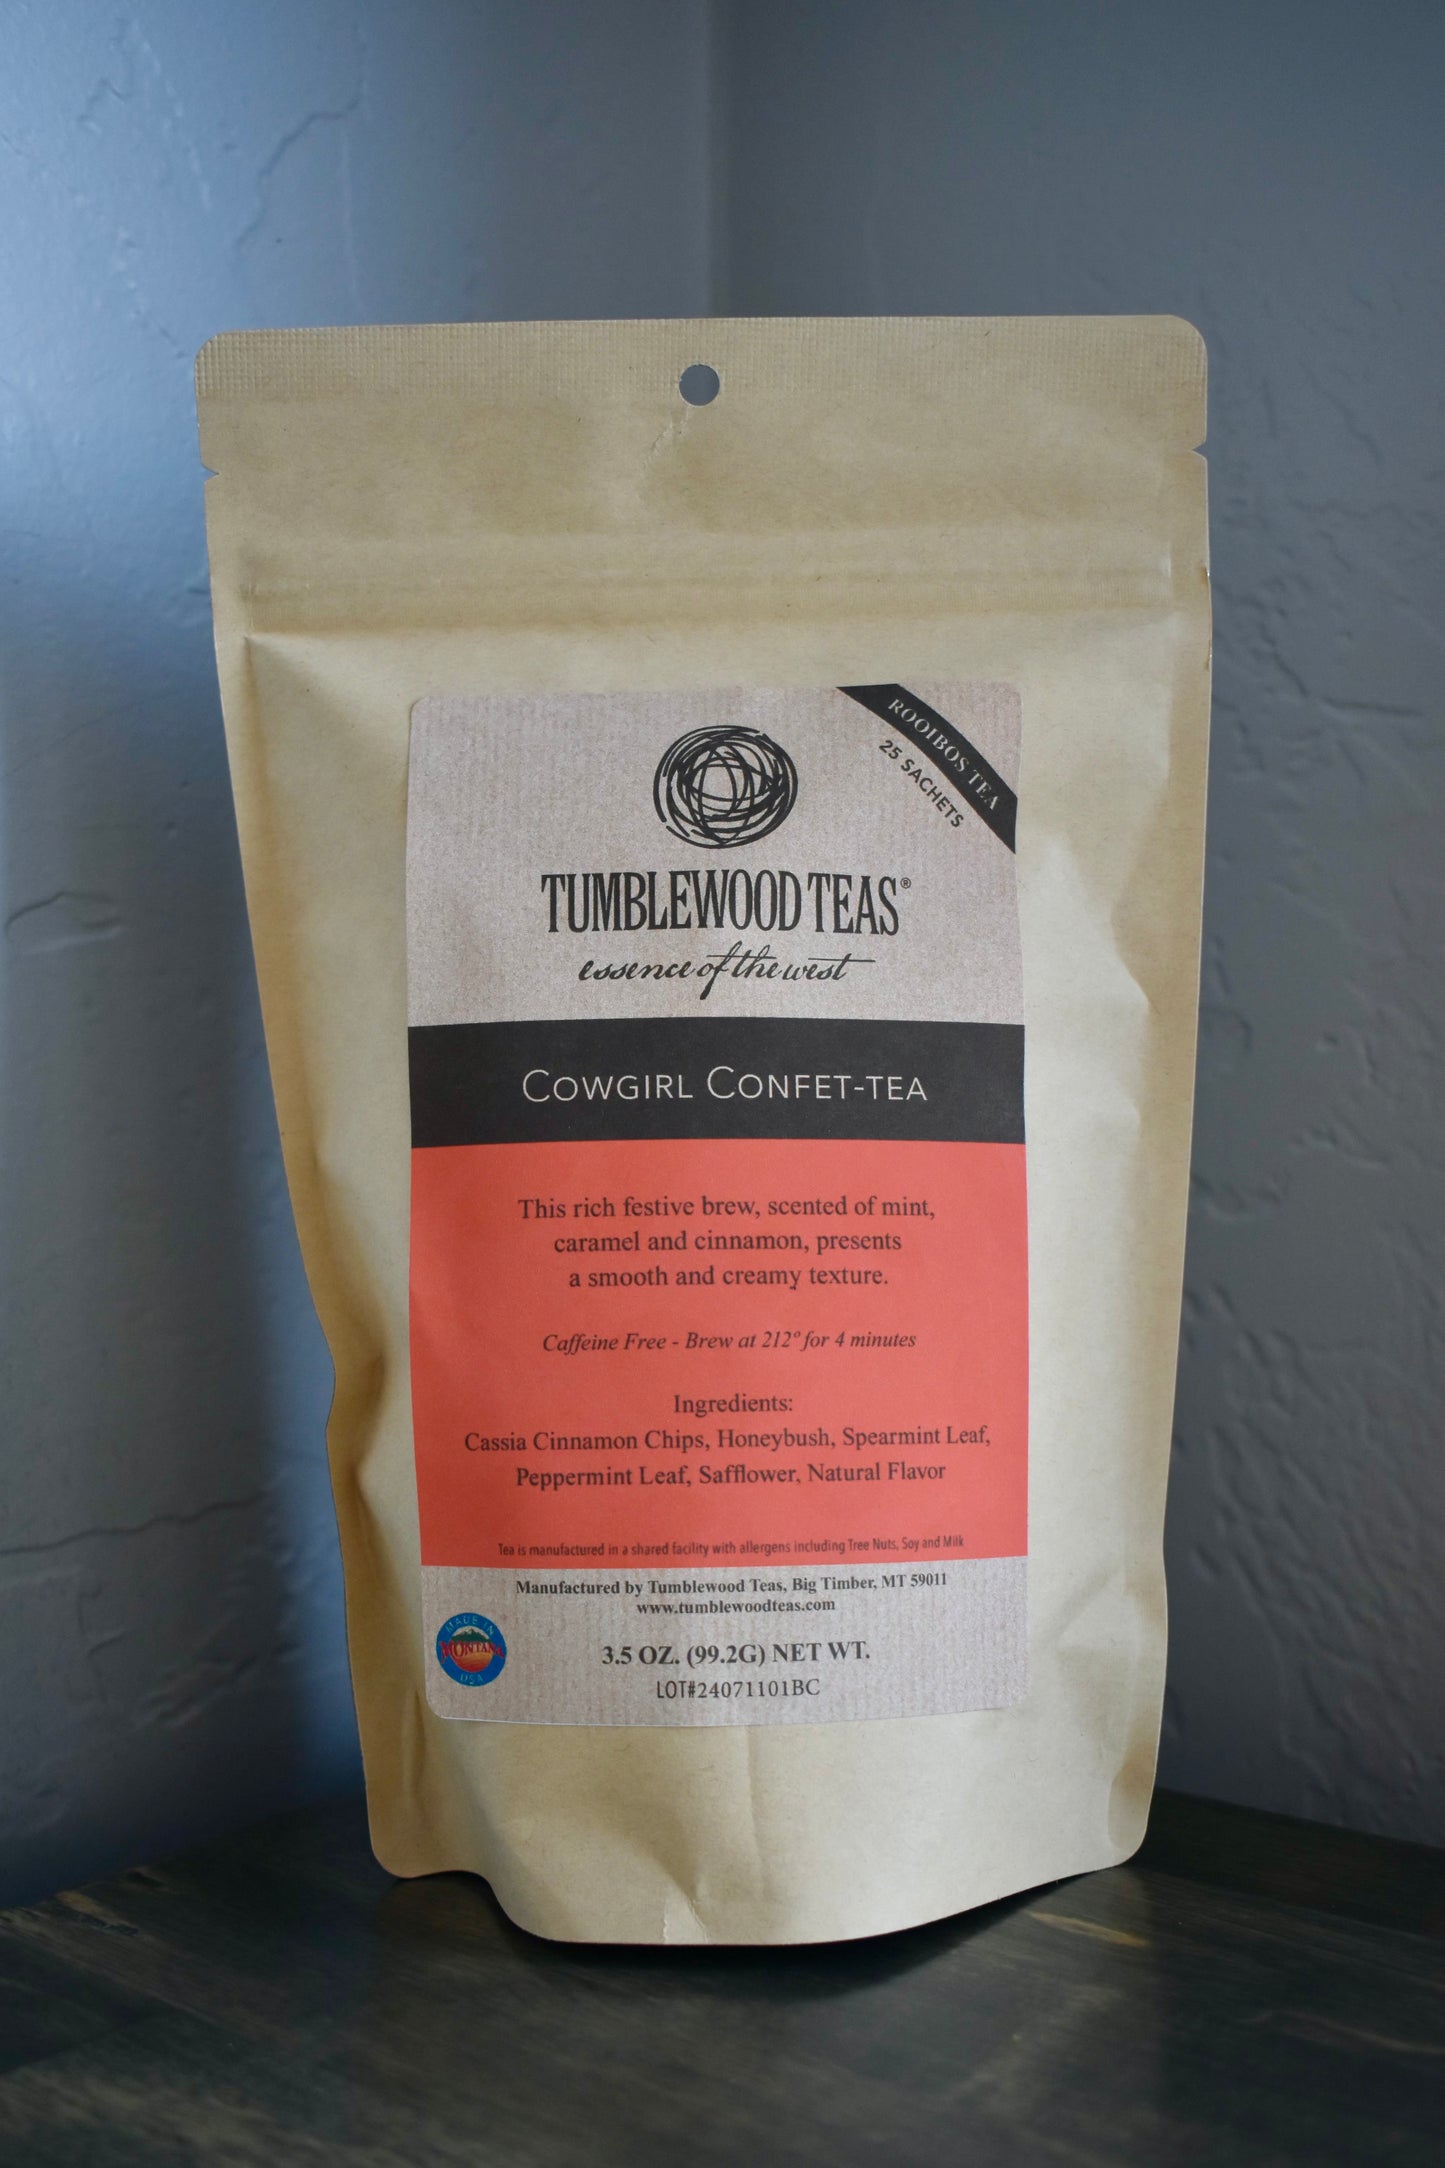 ROOIBOS TEA
25 SACHETS
TUMBLEWOOD TEAS®
essence of the west
COWGIRL CONFET-TEA
This rich festive brew, scented of mint,
caramel and cinnamon, presents
a smooth and creamy texture.
Caffeine Free - Brew at 212° for 4 minutes
Ingredients:
Cassia Cinnamon Chips, Honeybush, Spearmint Leaf,
Peppermint Leaf, Safflower, Natural Flavor
Tea is manufactured in a shared facility with allergens including Tree Nuts, Soy and Milk
Manufactured by Tumblewood Teas, Big Timber, MT 59011
www.tumblewoodteas.com
MADE IN
MONTANA
USA
3.5 OZ. (99.2G) NET WT.
LOT#24071101BC